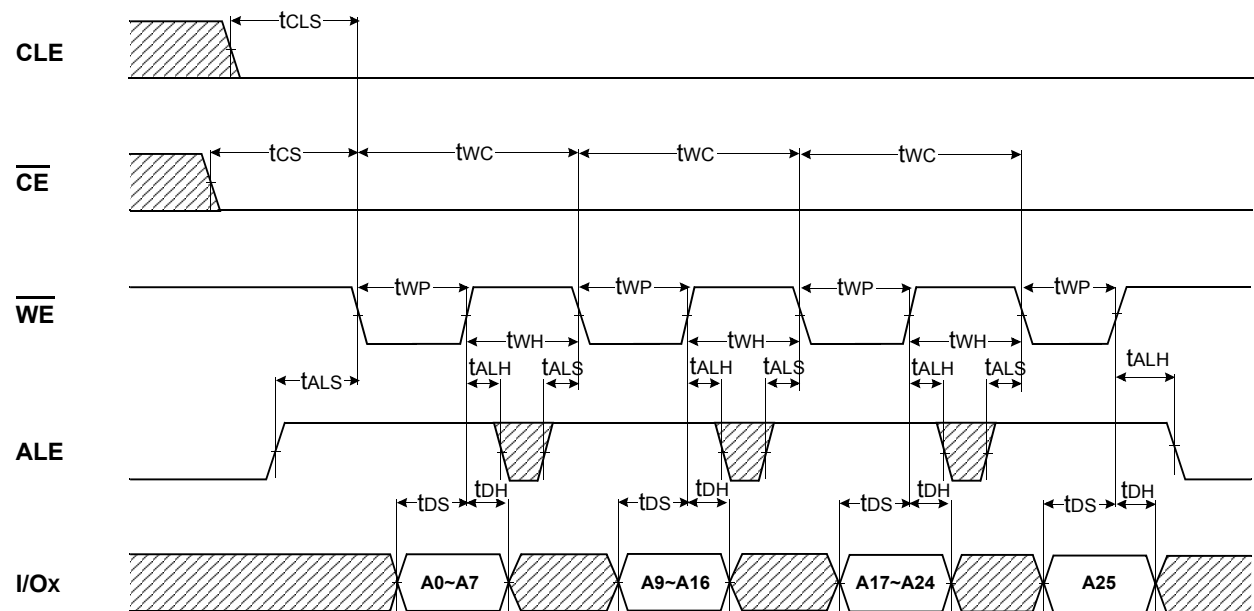 tCLS
CLE
tCS tWC tWC tWC
CE
tWP tWP tWP tWP
WE
tWH tWH tWH
tALS tALH tALS tALH tALS tALH tALS tALH
ALE
tDS tDH tDS tDH tDS tDH tDS tDH
I/Ox A0~A7 A9~A16 A17~A24 A25